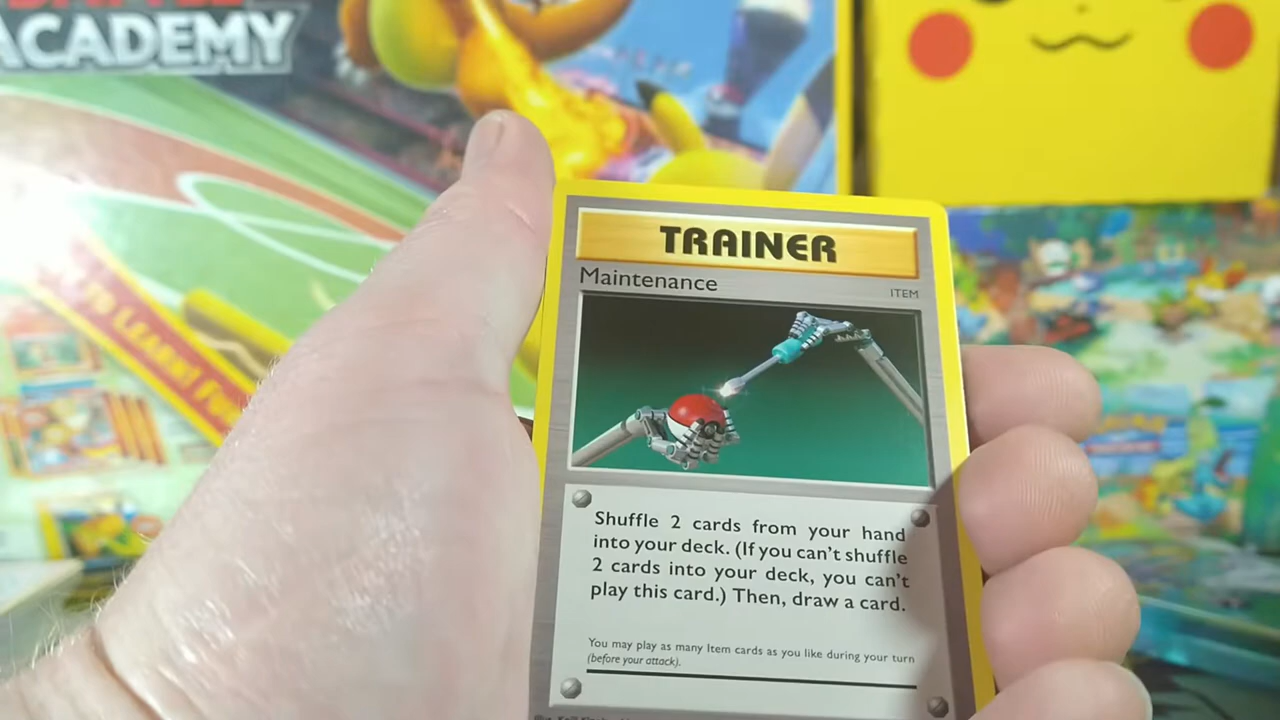 ACADEMY
TO LEARN!
TRAINER
Maintenance
ITEM
Shuffle 2 cards from your hand
into your deck. (If you can't shuffle
2 cards into your deck, you can't
play this card.) Then, draw a card.
You may play as many Item cards as you like during your turn
(before your attack).